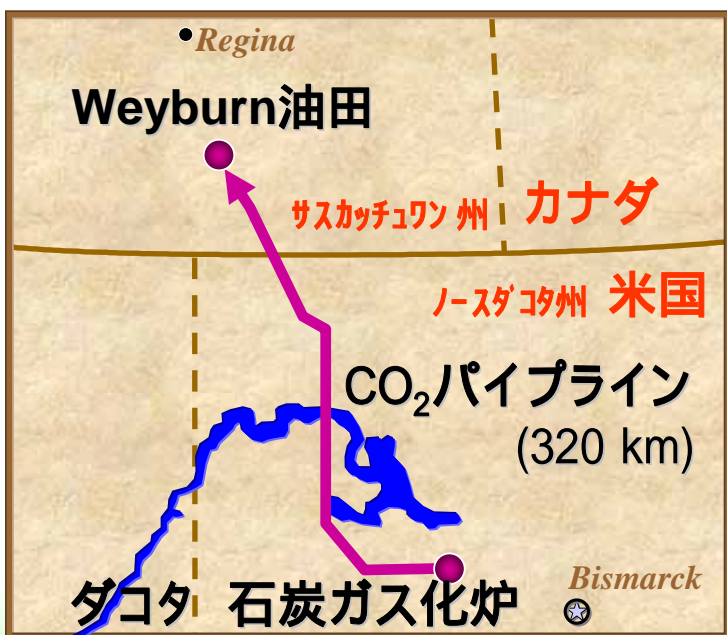 Regina
Weyburn油田
ｻｽｶｯﾁｭﾜﾝ 州 カナダ
ﾉｰｽﾀﾞｺﾀ州 米国
CO₂パイプライン
(320 km)
Bismarck
ダコタ 石炭ガス化炉